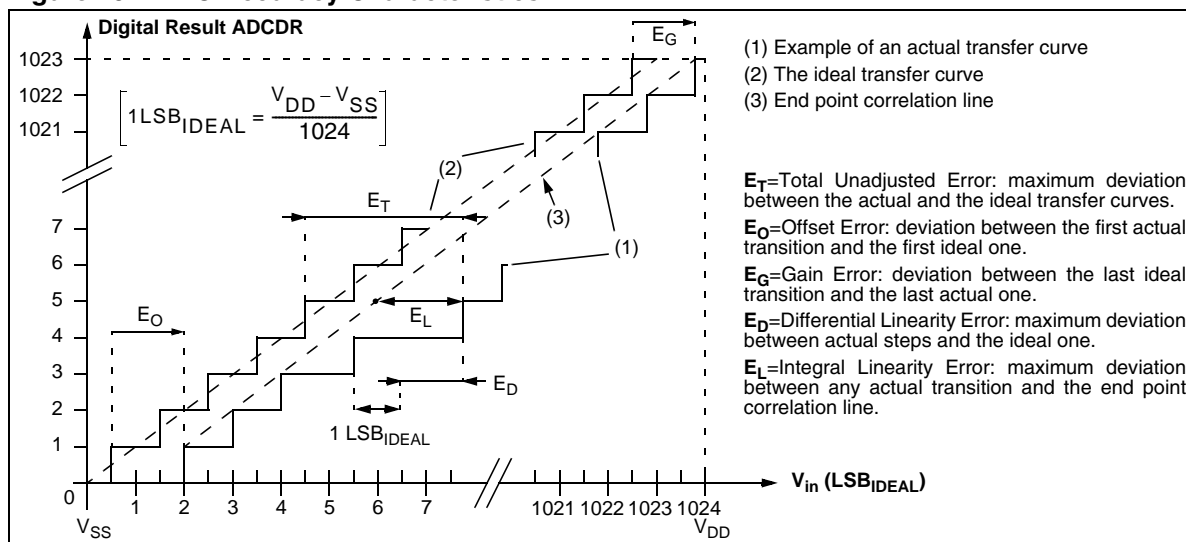 Digital Result ADCDR
E_G
1023
1022
1021
[1LSB_IDEAL = (V_DD – V_SS) / 1024]
(2)
E_T
(3)
(1)
7
6
5
4
3
2
1
0
E_O
E_L
E_D
1 LSB_IDEAL
1 2 3 4 5 6 7 1021 1022 1023 1024
V_SS
V_DD
V_in (LSB_IDEAL)
(1) Example of an actual transfer curve
(2) The ideal transfer curve
(3) End point correlation line
E_T=Total Unadjusted Error: maximum deviation
between the actual and the ideal transfer curves.
E_O=Offset Error: deviation between the first actual
transition and the first ideal one.
E_G=Gain Error: deviation between the last ideal
transition and the last actual one.
E_D=Differential Linearity Error: maximum deviation
between actual steps and the ideal one.
E_L=Integral Linearity Error: maximum deviation
between any actual transition and the end point
correlation line.